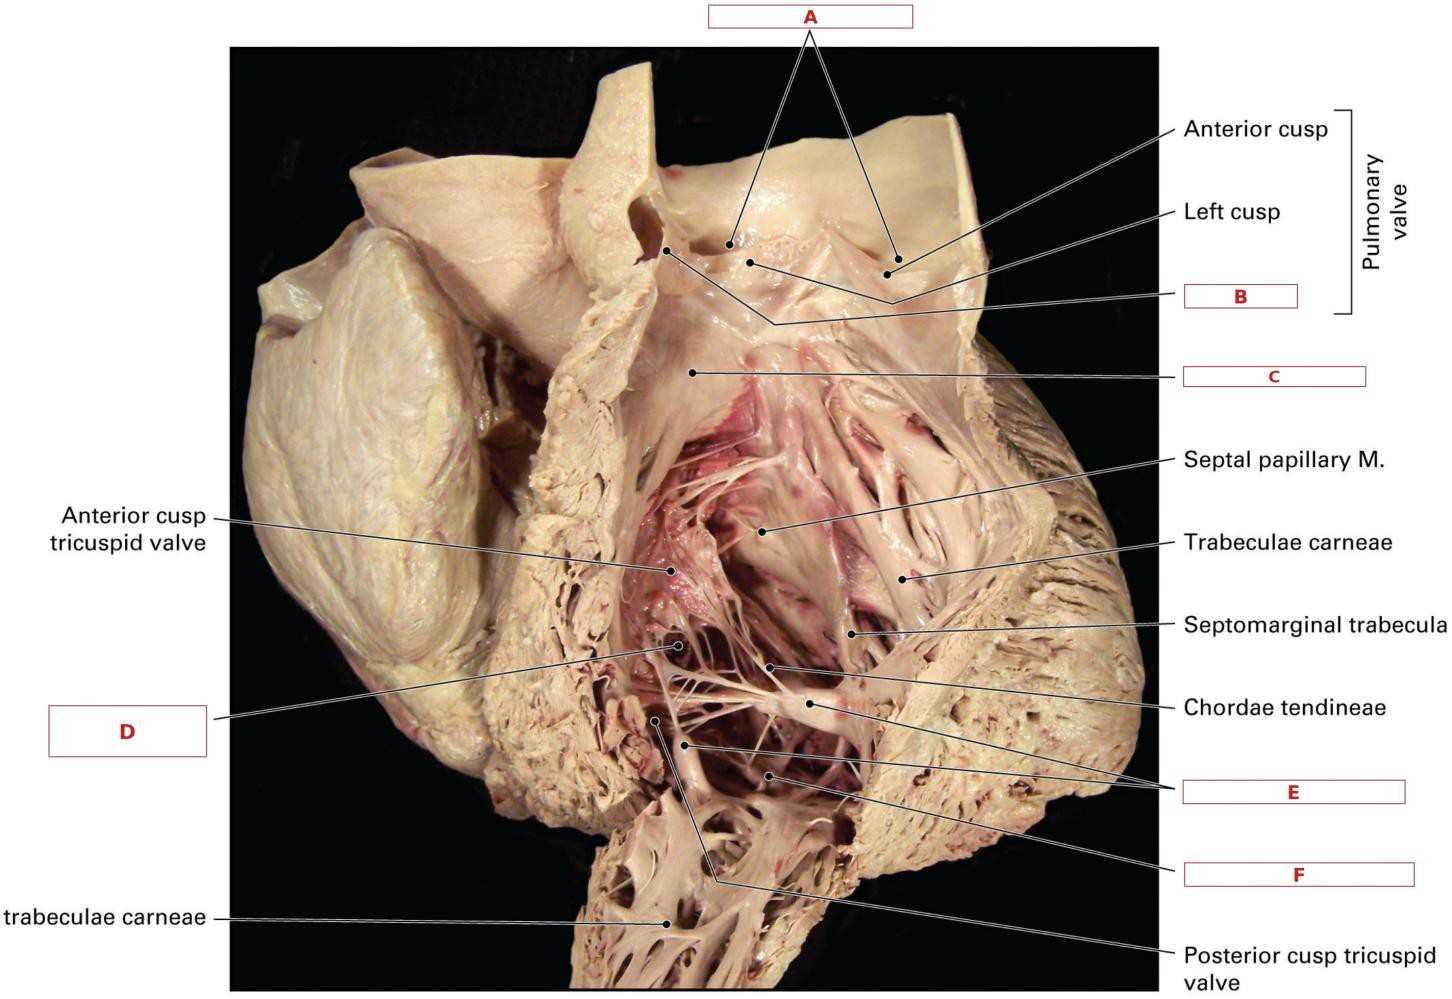 A
Anterior cusp
Left cusp
B
Pulmonary
valve
C
Septal papillary M.
Trabeculae carneae
Septomarginal trabecula
Chordae tendineae
E
F
Posterior cusp tricuspid
valve
Anterior cusp
tricuspid valve
D
trabeculae carneae